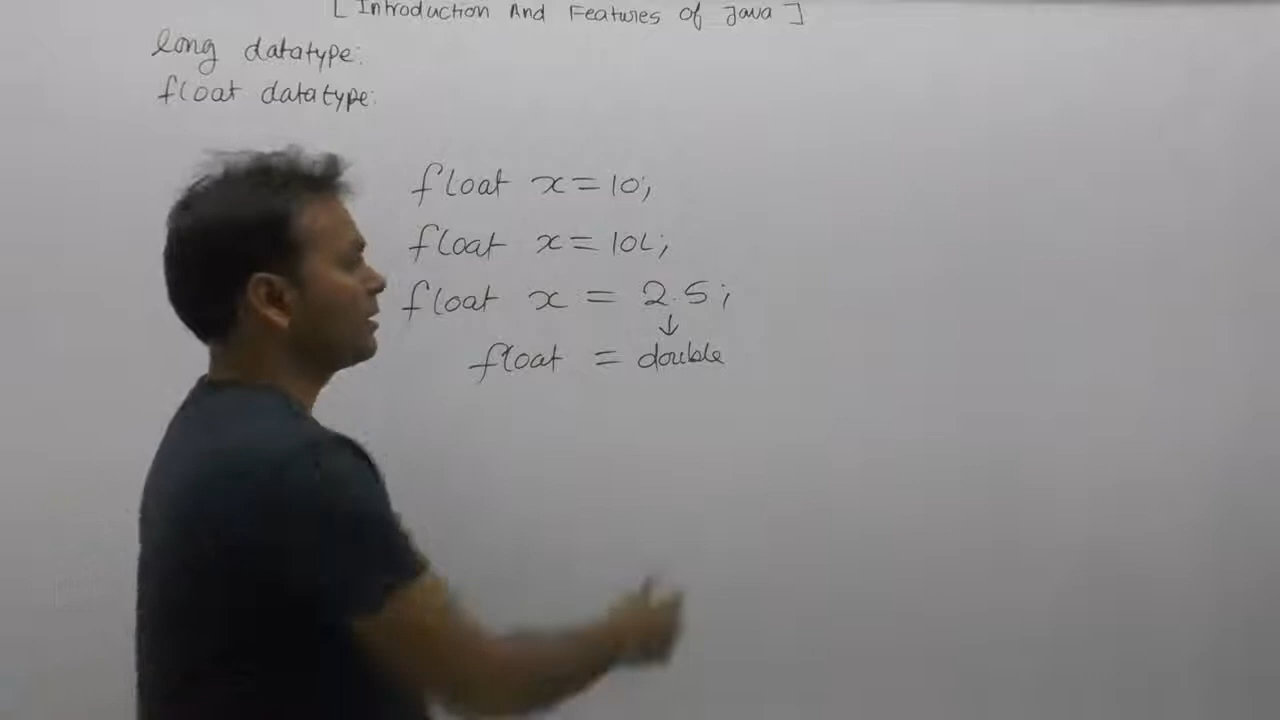 [ Introduction And Features of Java ]
long datatype:
float datatype:
float x = 10;
float x = 10L;
float x = 2.5;
↓
float = double